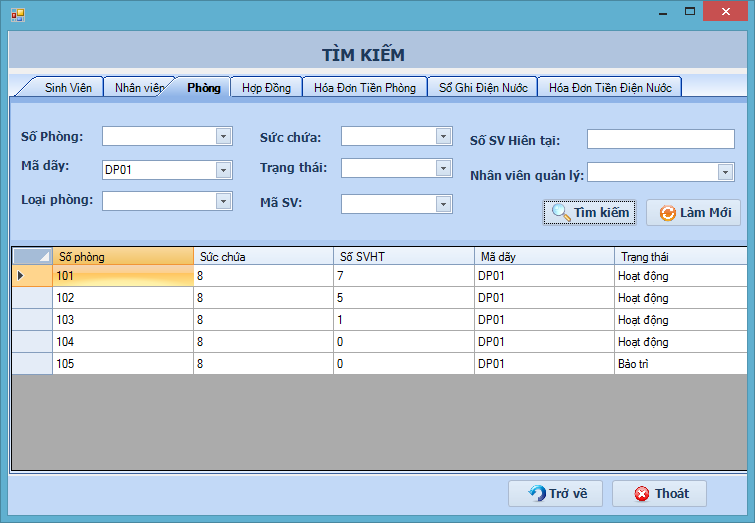 TÌM KIẾM
Sinh Viên Nhân viên Phòng Hợp Đồng Hóa Đơn Tiền Phòng Sổ Ghi Điện Nước Hóa Đơn Tiền Điện Nước
Số Phòng: Sức chứa: Số SV Hiên tại:
Mã dãy: DP01 Trạng thái: Nhân viên quản lý:
Loại phòng: Mã SV: Tìm kiếm Làm Mới
Số phòng Sức chứa Số SVHT Mã dãy Trạng thái
101 8 7 DP01 Hoạt động
102 8 5 DP01 Hoạt động
103 8 1 DP01 Hoạt động
104 8 0 DP01 Hoạt động
105 8 0 DP01 Bảo trì
Trở về Thoát